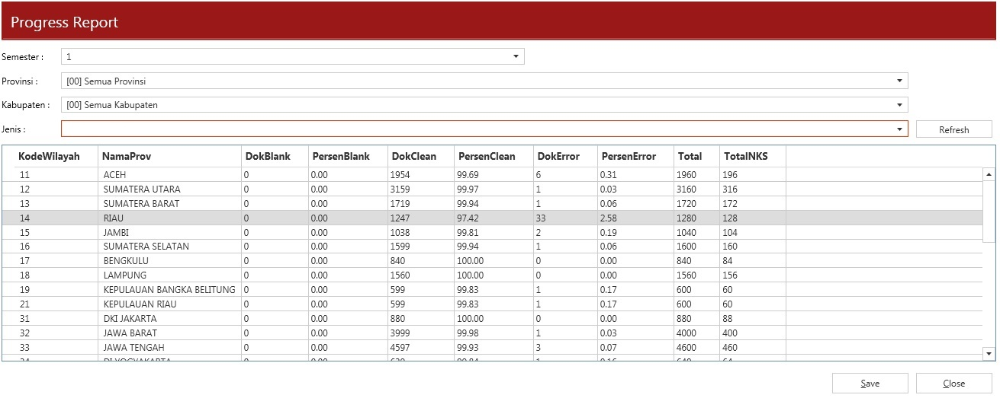 Progress Report
Semester : 1
Provinsi : [00] Semua Provinsi
Kabupaten : [00] Semua Kabupaten
Jenis : Refresh
KodeWilayah NamaProv DokBlank PersenBlank DokClean PersenClean DokError PersenError Total TotalNKS
11 ACEH 0 0.00 1954 99.69 6 0.31 1960 196
12 SUMATERA UTARA 0 0.00 3159 99.97 1 0.03 3160 316
13 SUMATERA BARAT 0 0.00 1719 99.94 1 0.06 1720 172
14 RIAU 0 0.00 1247 97.42 33 2.58 1280 128
15 JAMBI 0 0.00 1038 99.81 2 0.19 1040 104
16 SUMATERA SELATAN 0 0.00 1599 99.94 1 0.06 1600 160
17 BENGKULU 0 0.00 840 100.00 0 0.00 840 84
18 LAMPUNG 0 0.00 1560 100.00 0 0.00 1560 156
19 KEPULAUAN BANGKA BELITUNG 0 0.00 599 99.83 1 0.17 600 60
21 KEPULAUAN RIAU 0 0.00 599 99.83 1 0.17 600 60
31 DKI JAKARTA 0 0.00 880 100.00 0 0.00 880 88
32 JAWA BARAT 0 0.00 3999 99.98 1 0.03 4000 400
33 JAWA TENGAH 0 0.00 4597 99.93 3 0.07 4600 460
34 DI YOGYAKARTA 0 0.00 639 99.84 1 0.16 640 64
Save Close